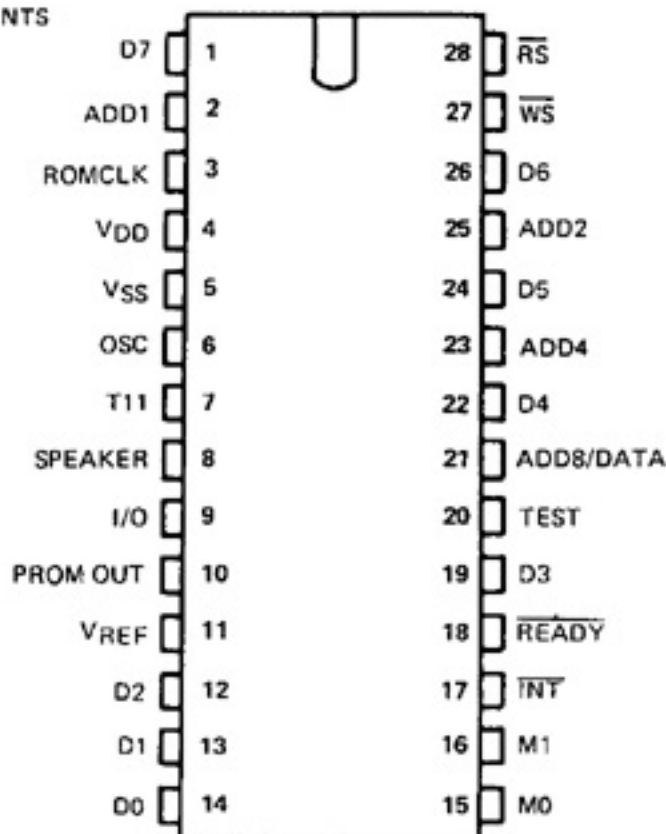 NTS
D7 1 28 RS
ADD1 2 27 WS
ROMCLK 3 26 D6
VDD 4 25 ADD2
VSS 5 24 D5
OSC 6 23 ADD4
T11 7 22 D4
SPEAKER 8 21 ADD8/DATA
I/O 9 20 TEST
PROM OUT 10 19 D3
VREF 11 18 READY
D2 12 17 INT
D1 13 16 M1
D0 14 15 M0